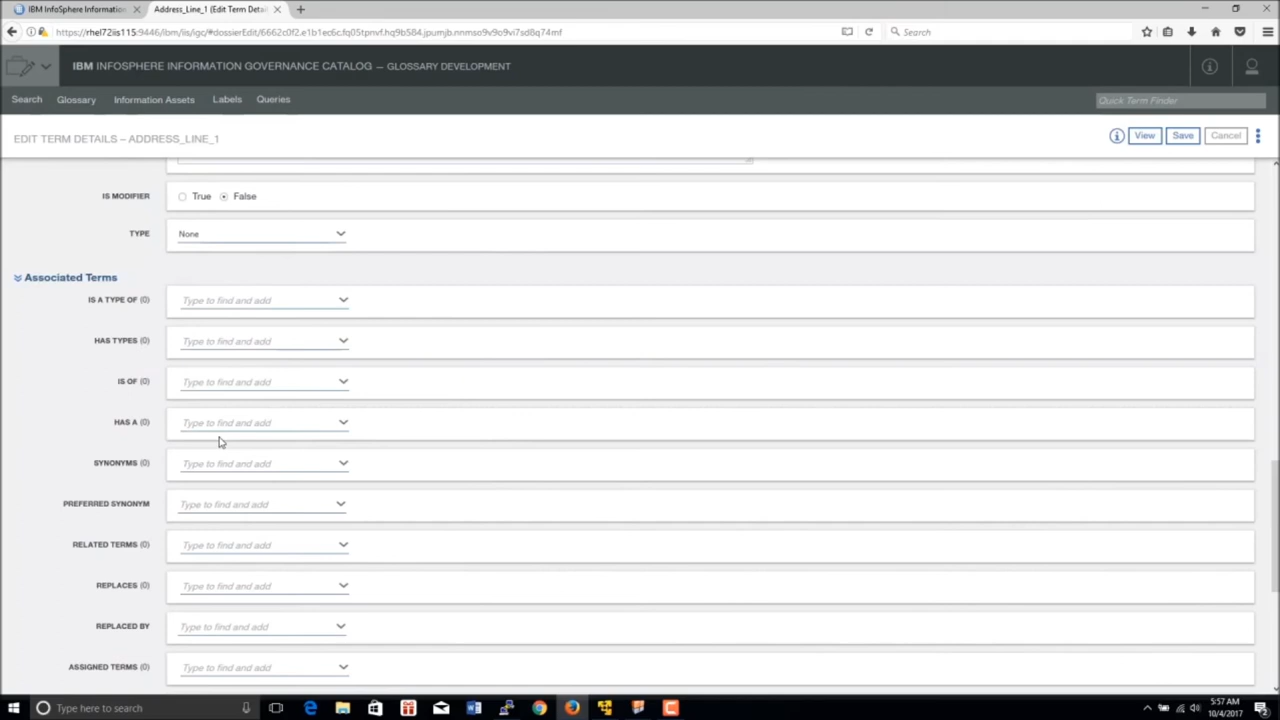 IBM InfoSphere Information
Address_Line_1 (Edit Term Detai
https://rhel72iis115:9446/ibm/iis/igc/#dossierEdit/6662c0f2.e1b1ec6c.fq05tpnvf.hq9b584.jpumjb.nnmso9v9o9vi7sd8q74mf
Search
IBM INFOSPHERE INFORMATION GOVERNANCE CATALOG – GLOSSARY DEVELOPMENT
Search Glossary Information Assets Labels Queries
Quick Term Finder
EDIT TERM DETAILS – ADDRESS_LINE_1
View Save Cancel
IS MODIFIER True False
TYPE None
Associated Terms
IS A TYPE OF (0) Type to find and add
HAS TYPES (0) Type to find and add
IS OF (0) Type to find and add
HAS A (0) Type to find and add
SYNONYMS (0) Type to find and add
PREFERRED SYNONYM Type to find and add
RELATED TERMS (0) Type to find and add
REPLACES (0) Type to find and add
REPLACED BY Type to find and add
ASSIGNED TERMS (0) Type to find and add
Type here to search
5:57 AM
10/4/2017
2